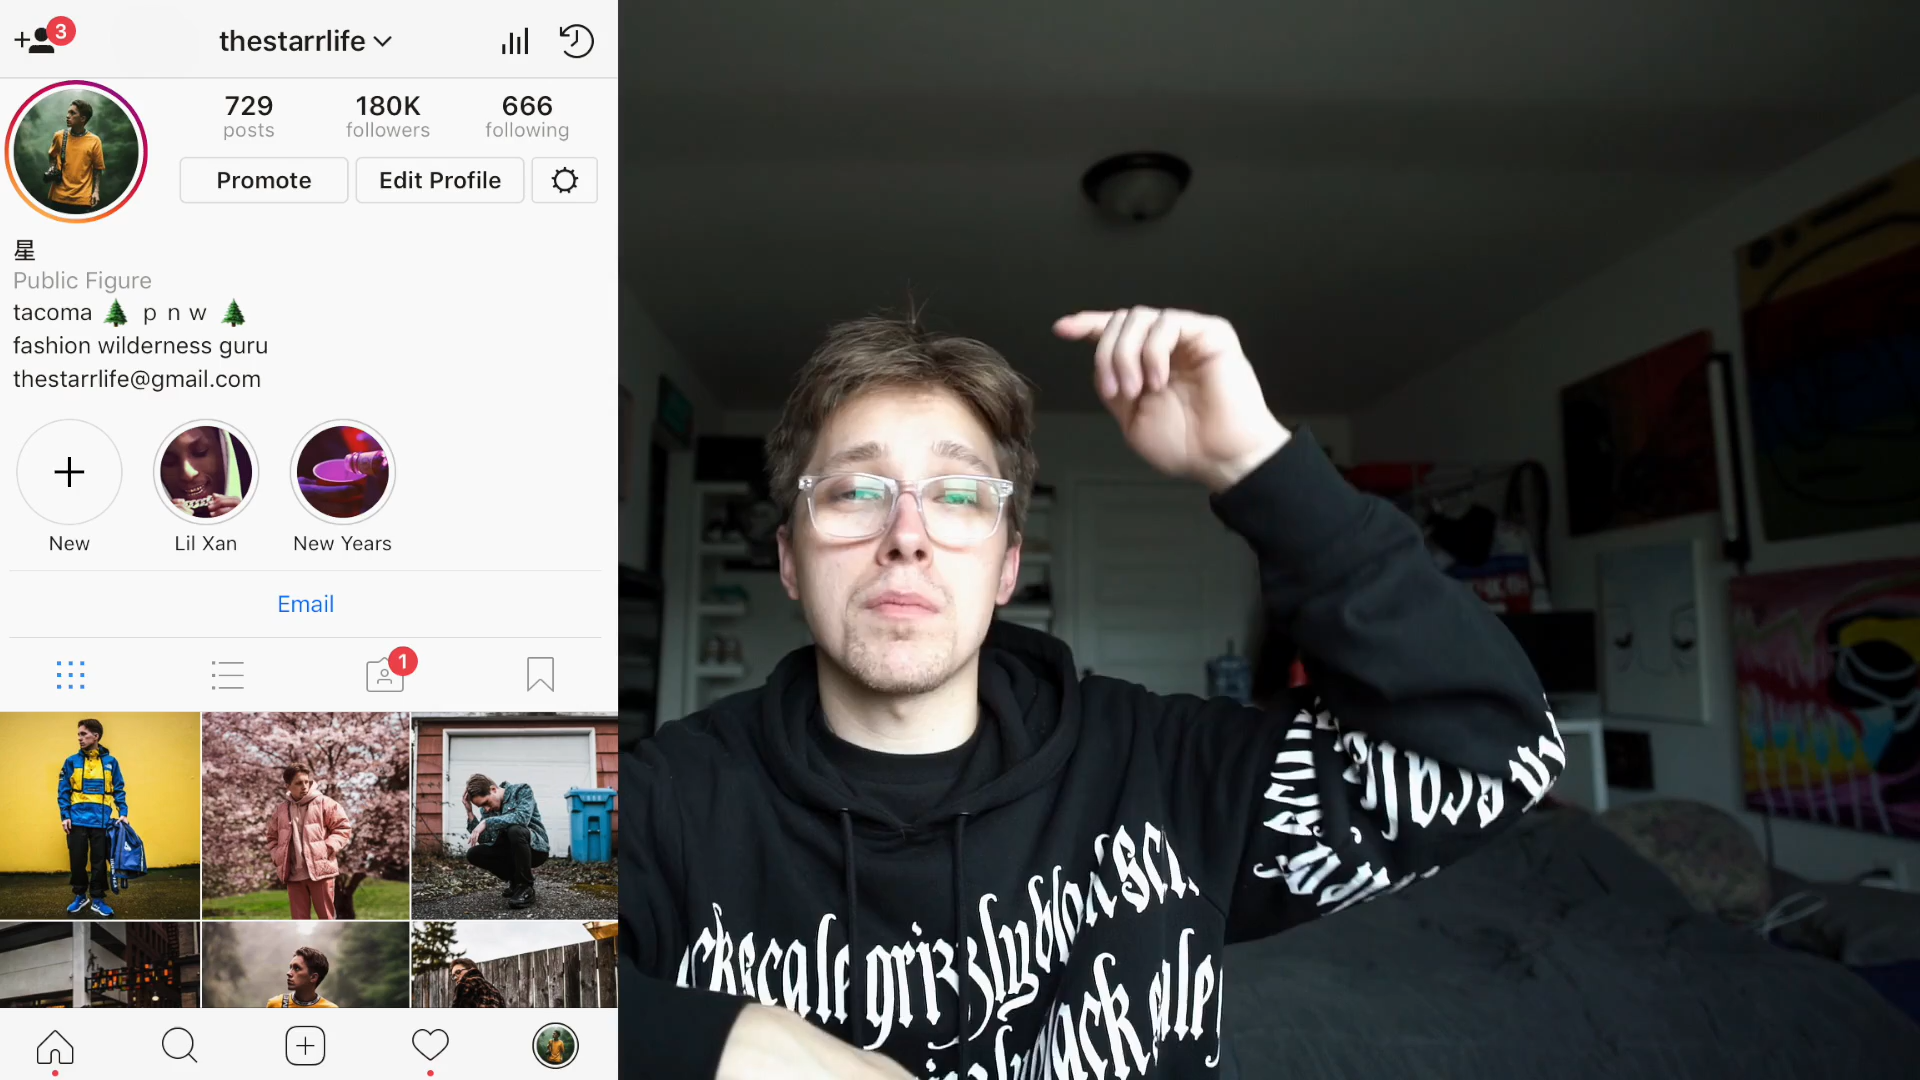 3
thestarrlife
729
180K
666
posts
followers
following
Promote
Edit Profile
星
Public Figure
tacoma 🌲 p n w 🌲
fashion wilderness guru
thestarrlife@gmail.com
New
Lil Xan
New Years
Email
1
grizzly